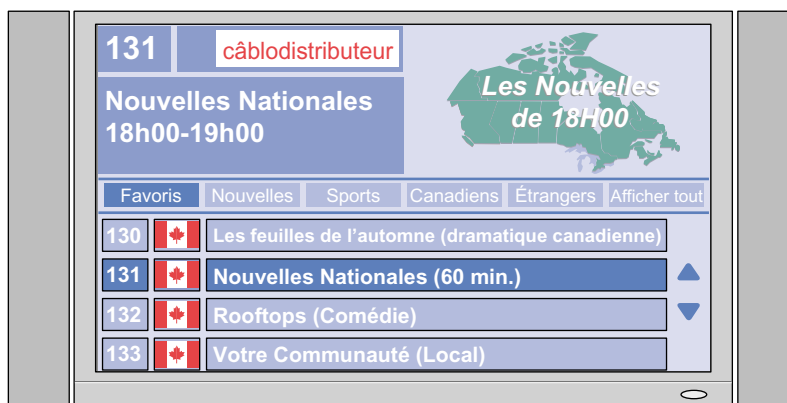 131
câblodistributeur
Nouvelles Nationales
18h00-19h00
Les Nouvelles
de 18H00
Favoris Nouvelles Sports Canadiens Étrangers Afficher tout
130 Les feuilles de l'automne (dramatique canadienne)
131 Nouvelles Nationales (60 min.)
132 Rooftops (Comédie)
133 Votre Communauté (Local)